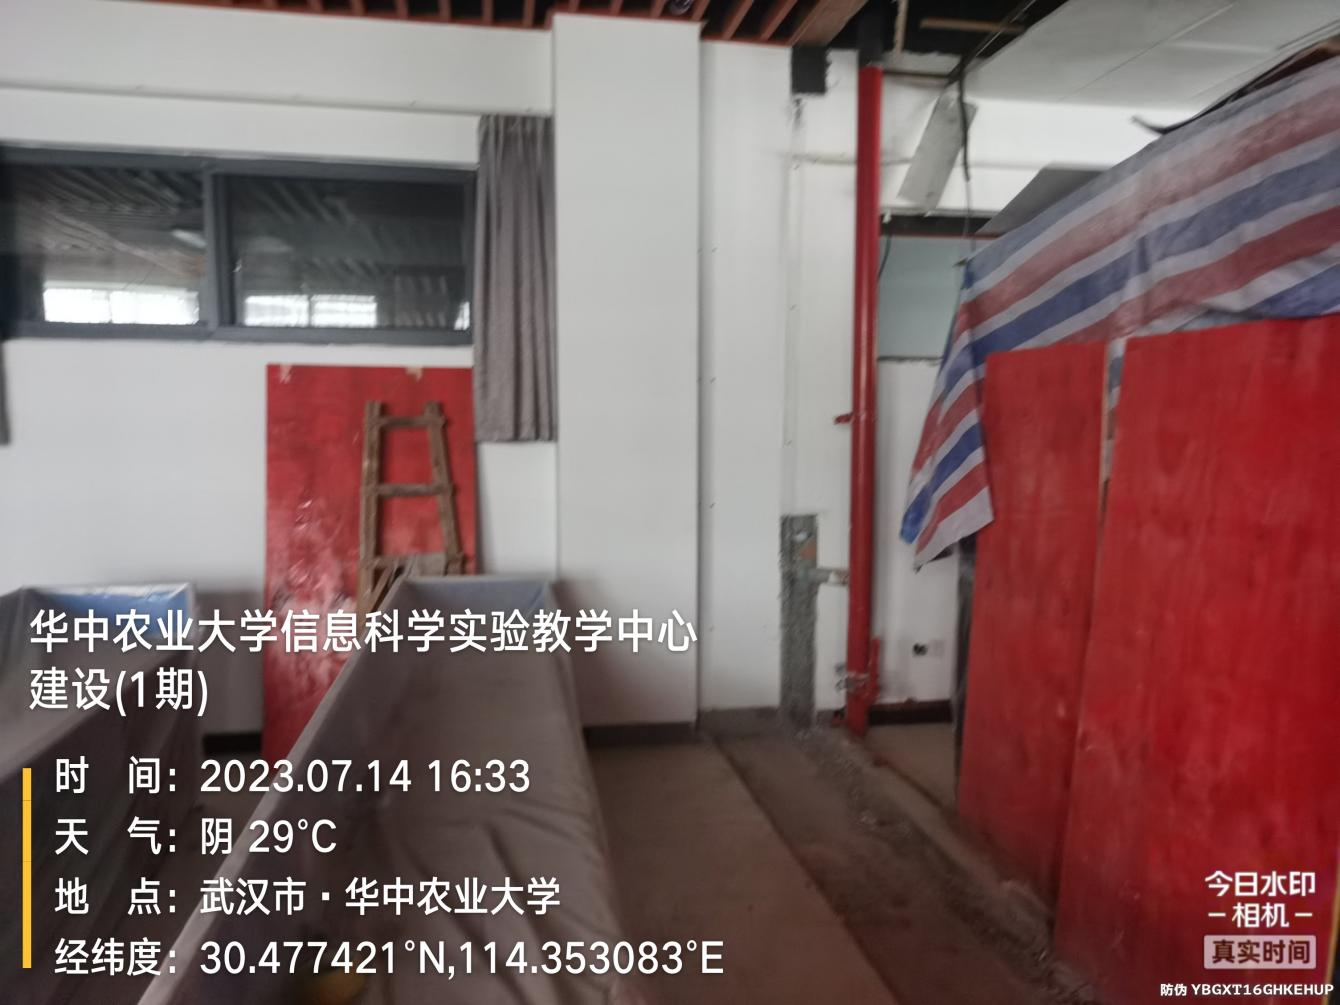 华中农业大学信息科学实验教学中心
建设(1期)
时 间：2023.07.14 16:33
天 气：阴 29°C
地 点：武汉市·华中农业大学
经纬度：30.477421°N,114.353083°E
今日水印
-相机-
真实时间
防伪 YBGXT16GHKEHUP